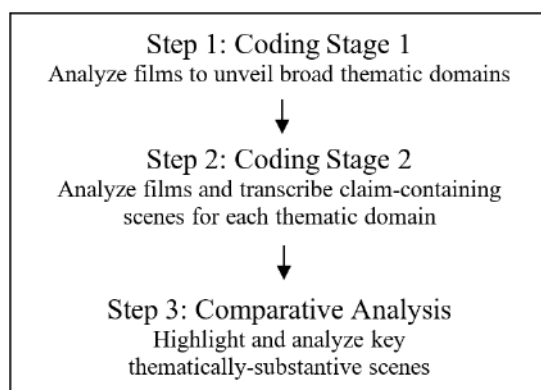 Step 1: Coding Stage 1
Analyze films to unveil broad thematic domains
Step 2: Coding Stage 2
Analyze films and transcribe claim-containing
scenes for each thematic domain
Step 3: Comparative Analysis
Highlight and analyze key
thematically-substantive scenes